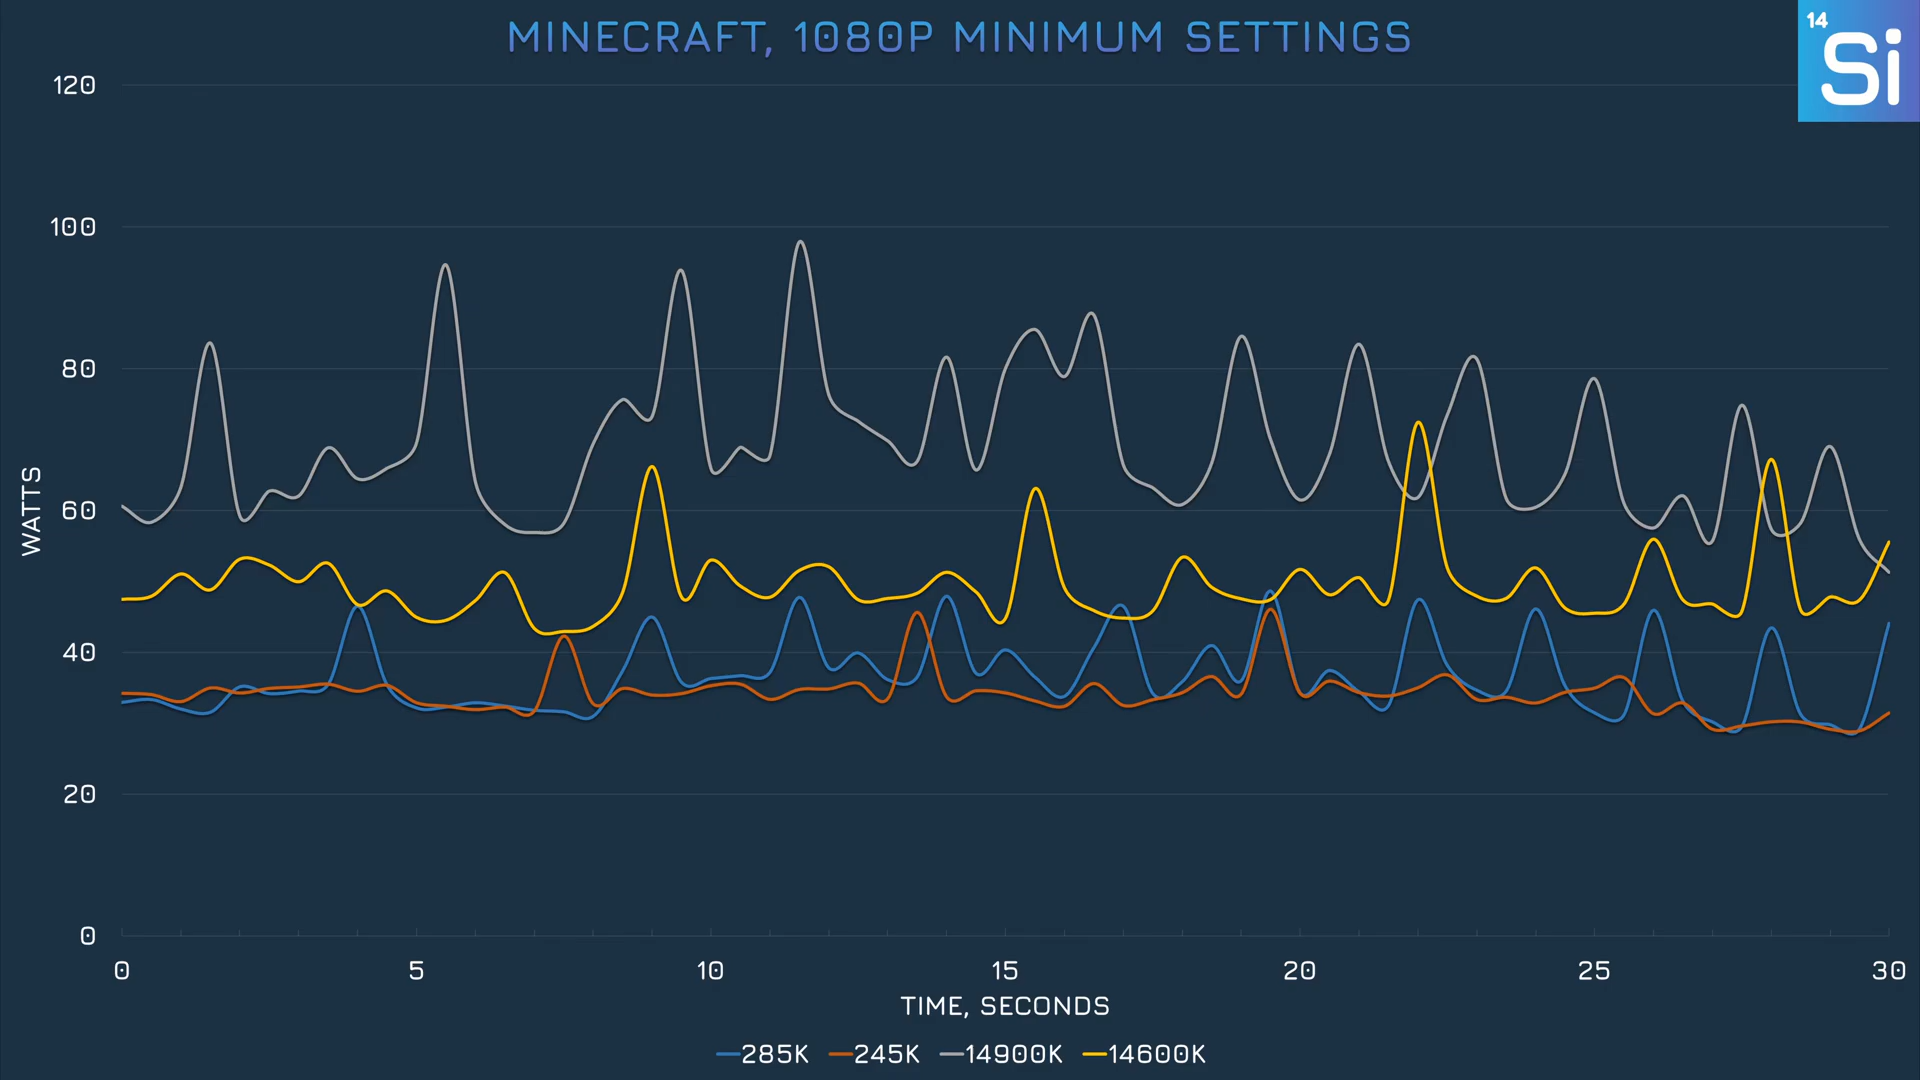 MINECRAFT, 1080P MINIMUM SETTINGS
14
Si
120
100
80
60
40
20
0
WATTS
0 5 10 15 20 25 30
TIME, SECONDS
285K 245K 14900K 14600K